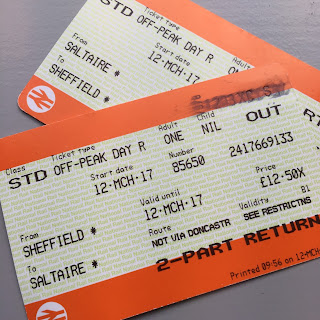 Ticket type
STD OFF-PEAK DAY R
From
Start date
SALTAIRE *
12·MCH·17
To
SHEFFIELD *
Class Ticket type Adult Child
STD OFF-PEAK DAY R ONE NIL OUT
Start date Number
12·MCH·17 85650 2417669133
Valid until Price
From
12·MCH·17 £12·50X
SHEFFIELD *
Route Validity B1
To
NOT VIA DONCASTR SEE RESTRICTNS
SALTAIRE *
2-PART RETURN
Printed 09:56 on 12·MCH